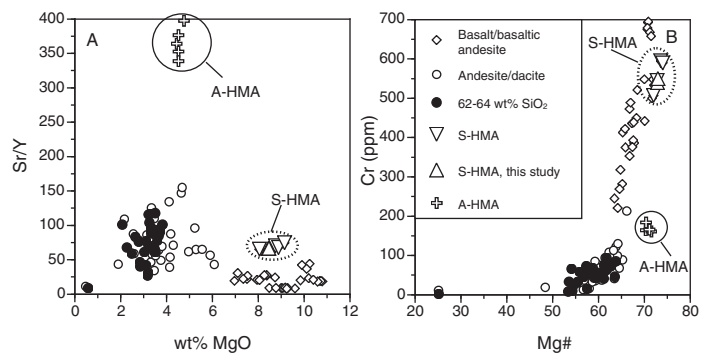 A
A-HMA
S-HMA
Sr/Y
400
350
300
250
200
150
100
50
0
0 2 4 6 8 10 12
wt% MgO
Basalt/basaltic
andesite
Andesite/dacite
62-64 wt% SiO₂
S-HMA
S-HMA, this study
A-HMA
B
S-HMA
A-HMA
Cr (ppm)
700
600
500
400
300
200
100
0
20 30 40 50 60 70 80
Mg#